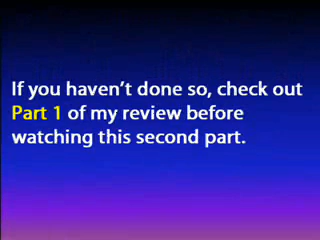 If you haven't done so, check out
Part 1 of my review before
watching this second part.